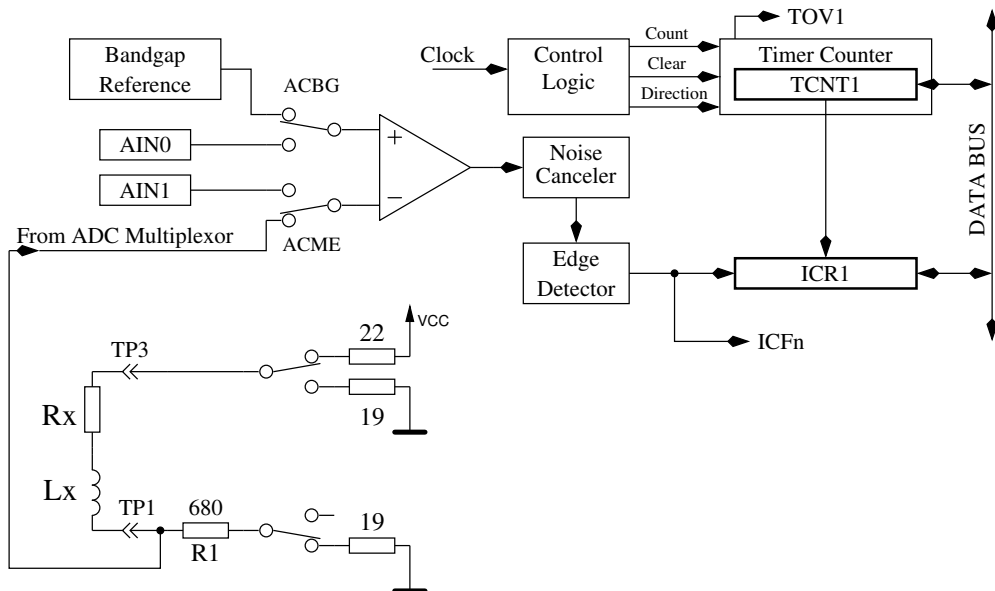 TOV1
Bandgap
Reference
ACBG
AIN0
AIN1
From ADC Multiplexor
ACME
+
−
Clock
Control
Logic
Count
Clear
Direction
Timer Counter
TCNT1
Noise
Canceler
Edge
Detector
ICR1
ICFn
DATA BUS
VCC
22
TP3
19
Rx
Lx
TP1
680
R1
19